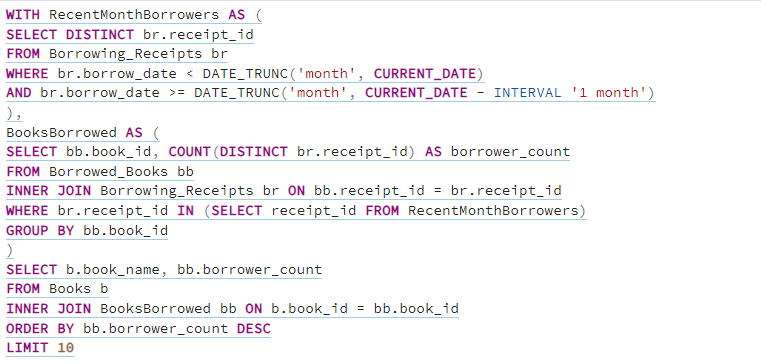 WITH RecentMonthBorrowers AS (
SELECT DISTINCT br.receipt_id
FROM Borrowing_Receipts br
WHERE br.borrow_date < DATE_TRUNC('month', CURRENT_DATE)
AND br.borrow_date >= DATE_TRUNC('month', CURRENT_DATE - INTERVAL '1 month')
),
BooksBorrowed AS (
SELECT bb.book_id, COUNT(DISTINCT br.receipt_id) AS borrower_count
FROM Borrowed_Books bb
INNER JOIN Borrowing_Receipts br ON bb.receipt_id = br.receipt_id
WHERE br.receipt_id IN (SELECT receipt_id FROM RecentMonthBorrowers)
GROUP BY bb.book_id
)
SELECT b.book_name, bb.borrower_count
FROM Books b
INNER JOIN BooksBorrowed bb ON b.book_id = bb.book_id
ORDER BY bb.borrower_count DESC
LIMIT 10